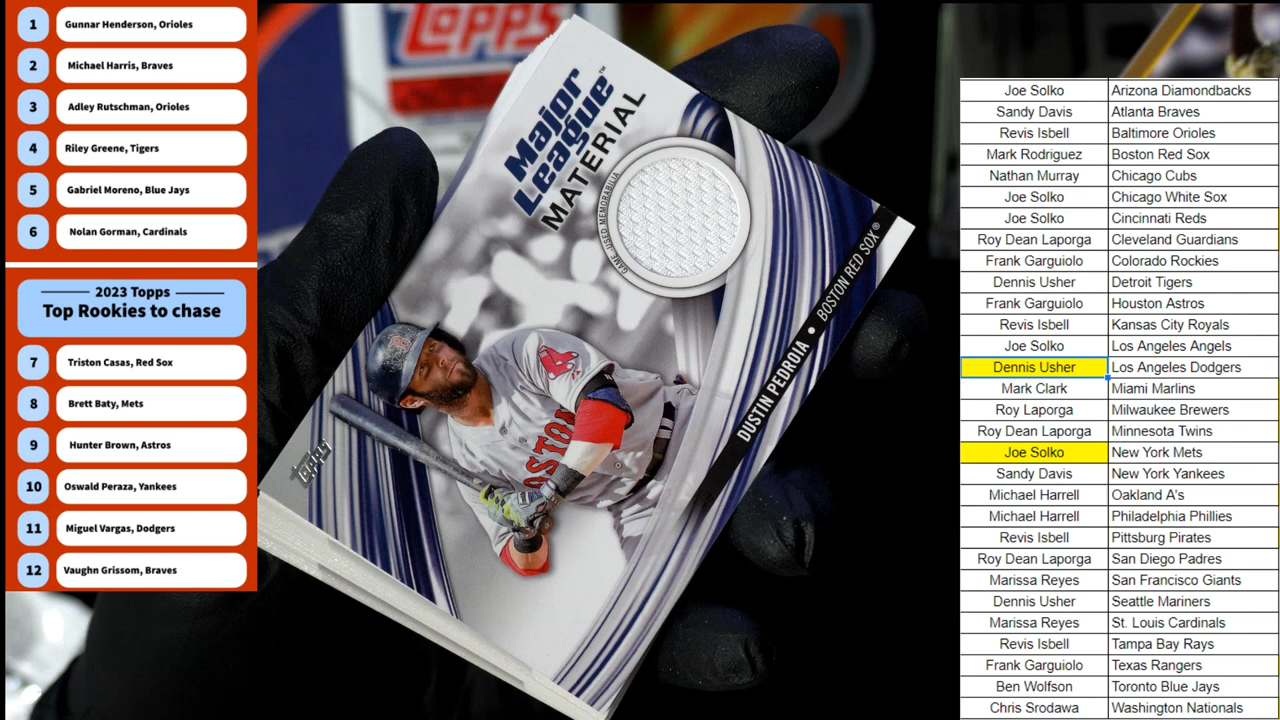 1 Gunnar Henderson, Orioles
2 Michael Harris, Braves
3 Adley Rutschman, Orioles
4 Riley Greene, Tigers
5 Gabriel Moreno, Blue Jays
6 Nolan Gorman, Cardinals
2023 Topps
Top Rookies to chase
7 Triston Casas, Red Sox
8 Brett Baty, Mets
9 Hunter Brown, Astros
10 Oswald Peraza, Yankees
11 Miguel Vargas, Dodgers
12 Vaughn Grissom, Braves
TOPPS
Major
League™
MATERIAL
GAME-USED MEMORABILIA
DUSTIN PEDROIA • BOSTON RED SOX®
BOSTON
TOPPS
Joe Solko Arizona Diamondbacks
Sandy Davis Atlanta Braves
Revis Isbell Baltimore Orioles
Mark Rodriguez Boston Red Sox
Nathan Murray Chicago Cubs
Joe Solko Chicago White Sox
Joe Solko Cincinnati Reds
Roy Dean Laporga Cleveland Guardians
Frank Garguiolo Colorado Rockies
Dennis Usher Detroit Tigers
Frank Garguiolo Houston Astros
Revis Isbell Kansas City Royals
Joe Solko Los Angeles Angels
Dennis Usher Los Angeles Dodgers
Mark Clark Miami Marlins
Roy Laporga Milwaukee Brewers
Roy Dean Laporga Minnesota Twins
Joe Solko New York Mets
Sandy Davis New York Yankees
Michael Harrell Oakland A's
Michael Harrell Philadelphia Phillies
Revis Isbell Pittsburg Pirates
Roy Dean Laporga San Diego Padres
Marissa Reyes San Francisco Giants
Dennis Usher Seattle Mariners
Marissa Reyes St. Louis Cardinals
Revis Isbell Tampa Bay Rays
Frank Garguiolo Texas Rangers
Ben Wolfson Toronto Blue Jays
Chris Srodawa Washington Nationals